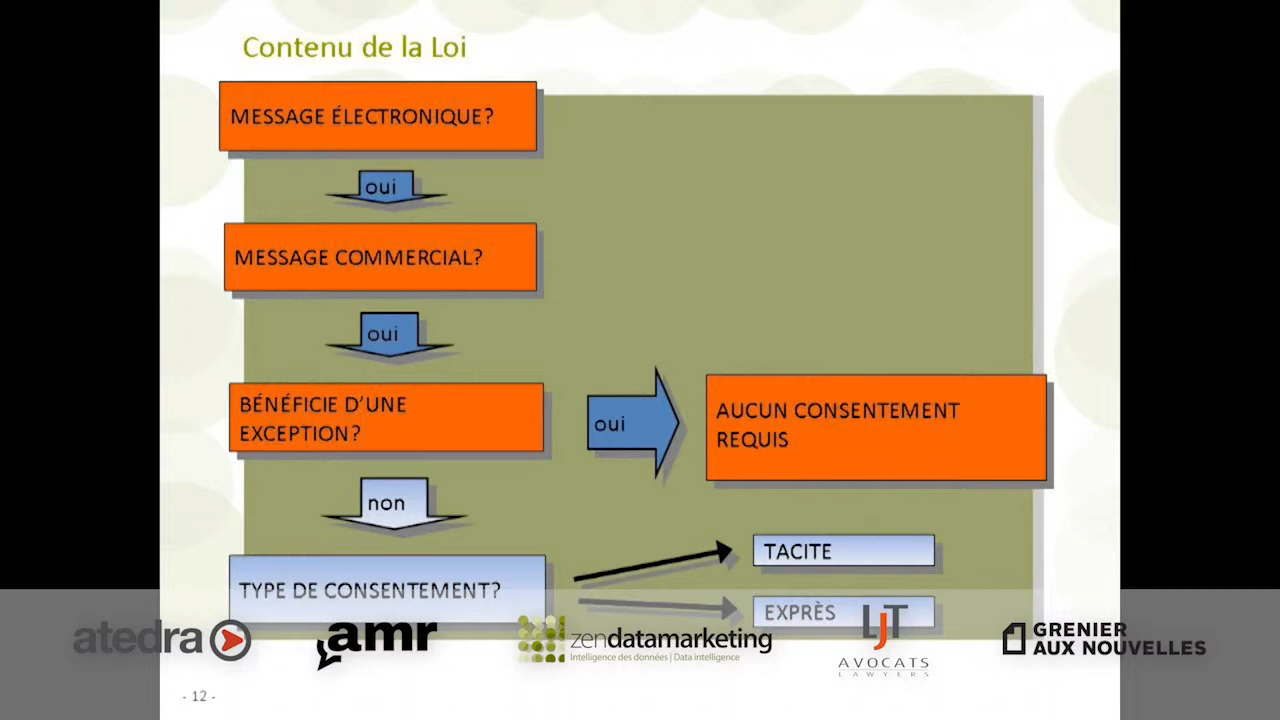 Contenu de la Loi
MESSAGE ÉLECTRONIQUE?
oui
MESSAGE COMMERCIAL?
oui
BÉNÉFICIE D'UNE
EXCEPTION?
oui
AUCUN CONSENTEMENT
REQUIS
non
TYPE DE CONSENTEMENT?
TACITE
EXPRÈS
atedra
amr
zendatamarketing
Intelligence des données | Data intelligence
LJT
AVOCATS
LAWYERS
GRENIER
AUX NOUVELLES
- 12 -